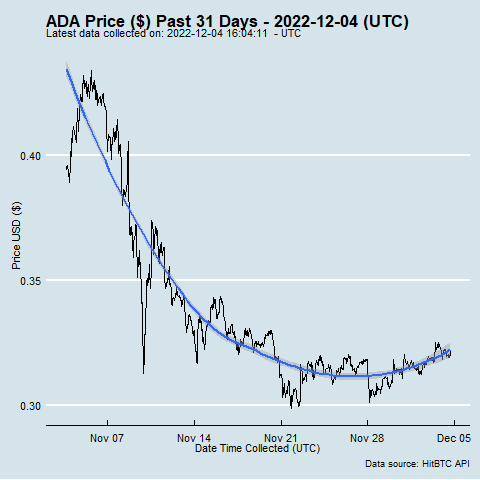 ADA Price ($) Past 31 Days - 2022-12-04 (UTC)
Latest data collected on: 2022-12-04 16:04:11  - UTC
Price USD ($)
0.40
0.35
0.30
Nov 07
Nov 14
Nov 21
Nov 28
Dec 05
Date Time Collected (UTC)
Data source: HitBTC API